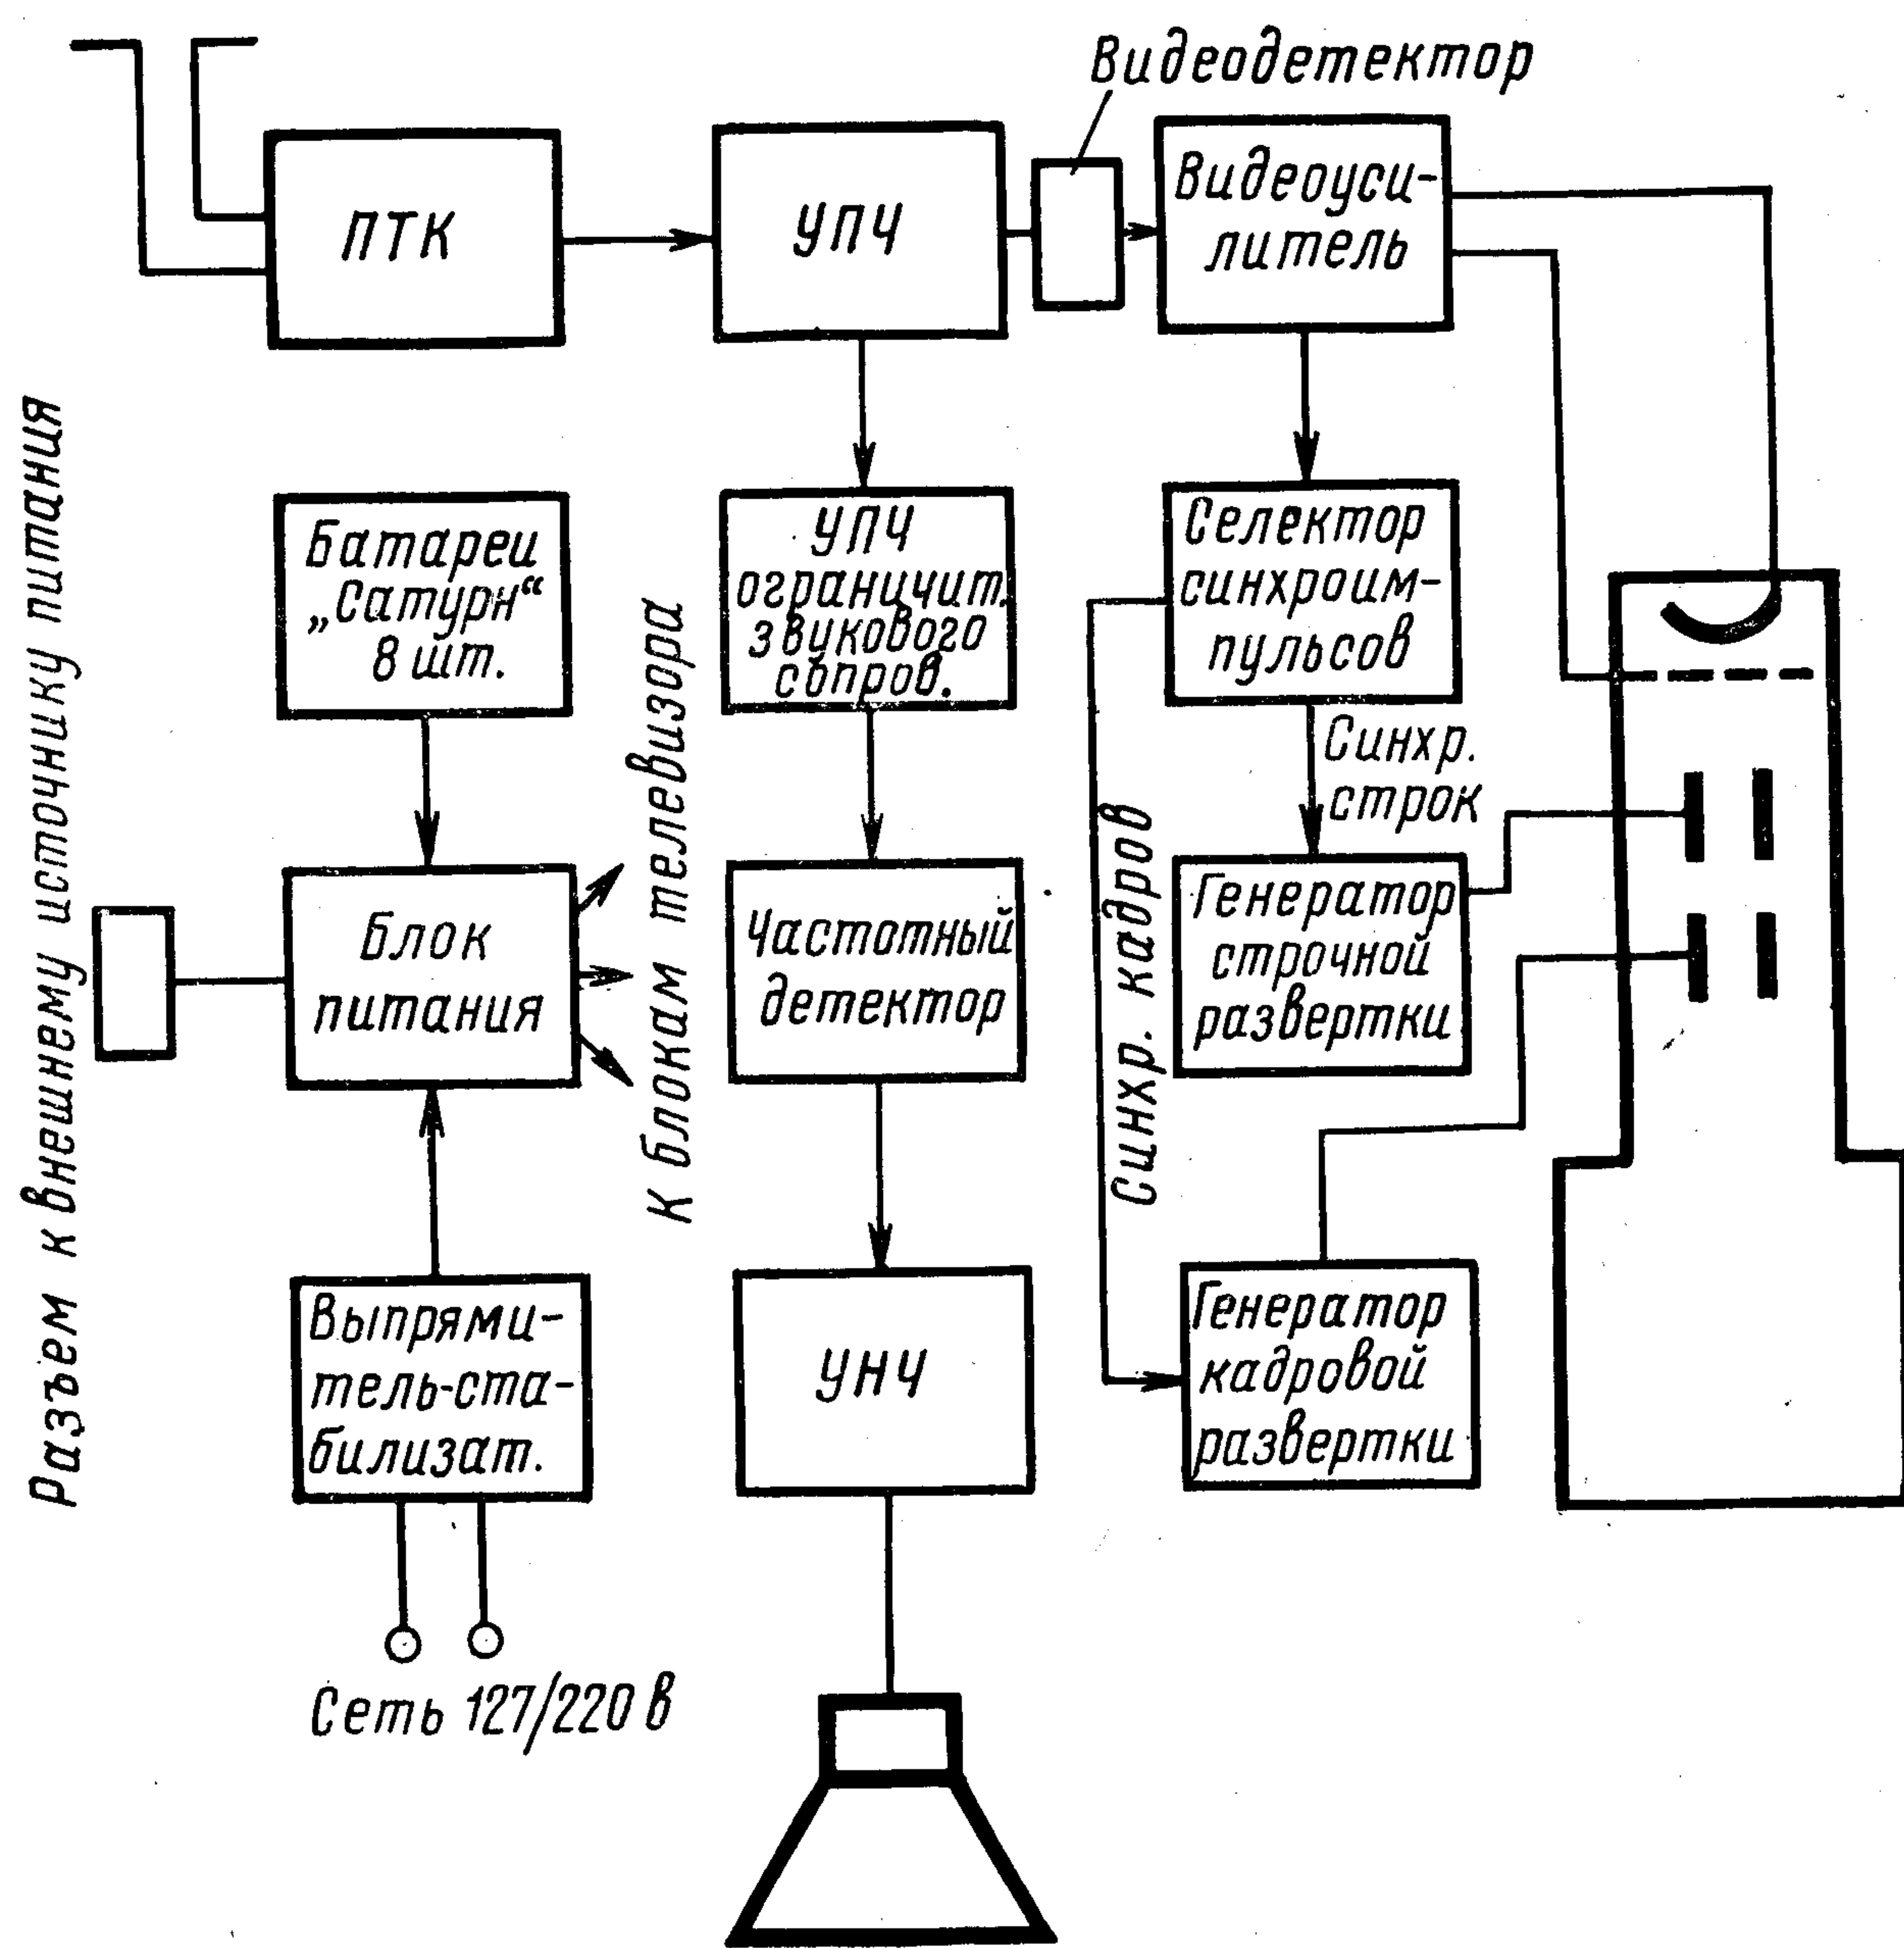 Видеодетектор
ПТК
УПЧ
Видеоуси-
литель
Разъем к внешнему источнику питания
Батареи
„Сатурн“
8 шт.
К блокам телевизора
УПЧ
ограничит.
звукового
съпров.
Селектор
синхроим-
пульсов
Синхр.
строк
Синхр. кадров
Блок
питания
Частотный
детектор
Генератор
строчной
развертки
Выпрями-
тель-ста-
билизат.
УНЧ
Генератор
кадровой
развертки
Сеть 127/220 в